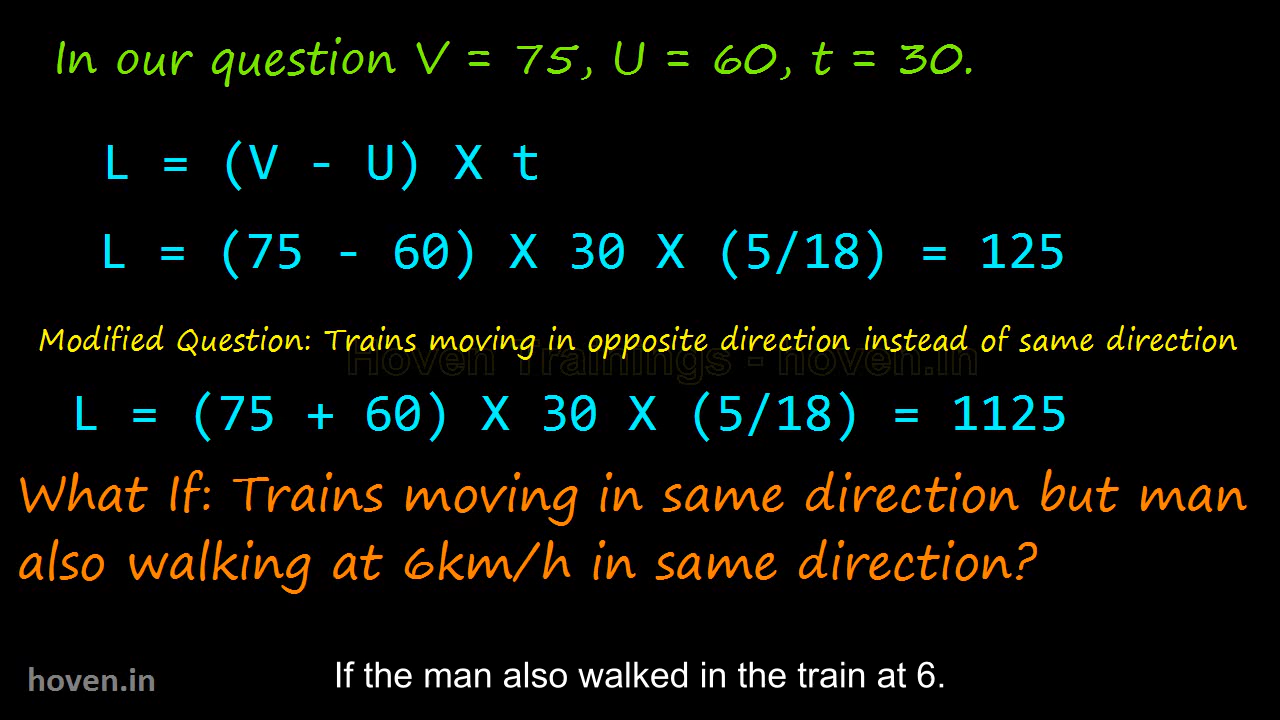 In our question V = 75, U = 60, t = 30.
L = (V - U) X t
L = (75 - 60) X 30 X (5/18) = 125
Modified Question: Trains moving in opposite direction instead of same direction
Hoven Trainings - hoven.in
L = (75 + 60) X 30 X (5/18) = 1125
What If: Trains moving in same direction but man
also walking at 6km/h in same direction?
If the man also walked in the train at 6.
hoven.in